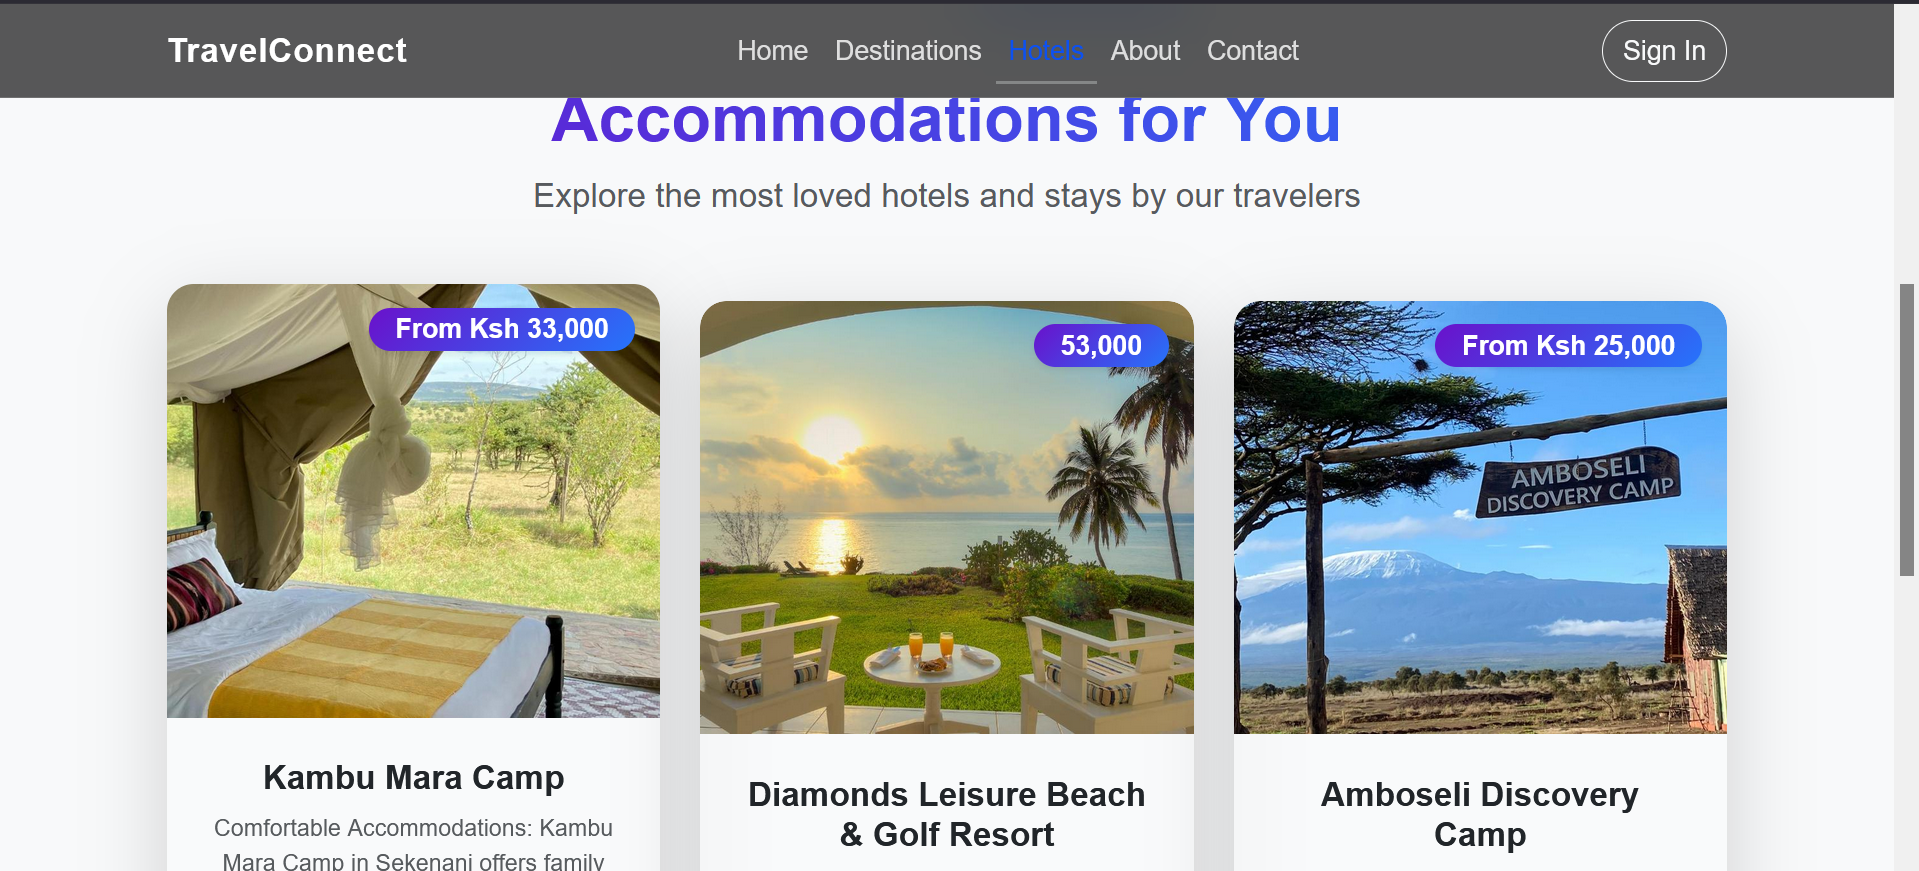 TravelConnect
Home Destinations Hotels About Contact
Sign In
Accommodations for You
Explore the most loved hotels and stays by our travelers
From Ksh 33,000
53,000
From Ksh 25,000
AMBOSELI
DISCOVERY CAMP
Kambu Mara Camp
Comfortable Accommodations: Kambu
Mara Camp in Sekenani offers family
Diamonds Leisure Beach
& Golf Resort
Amboseli Discovery
Camp